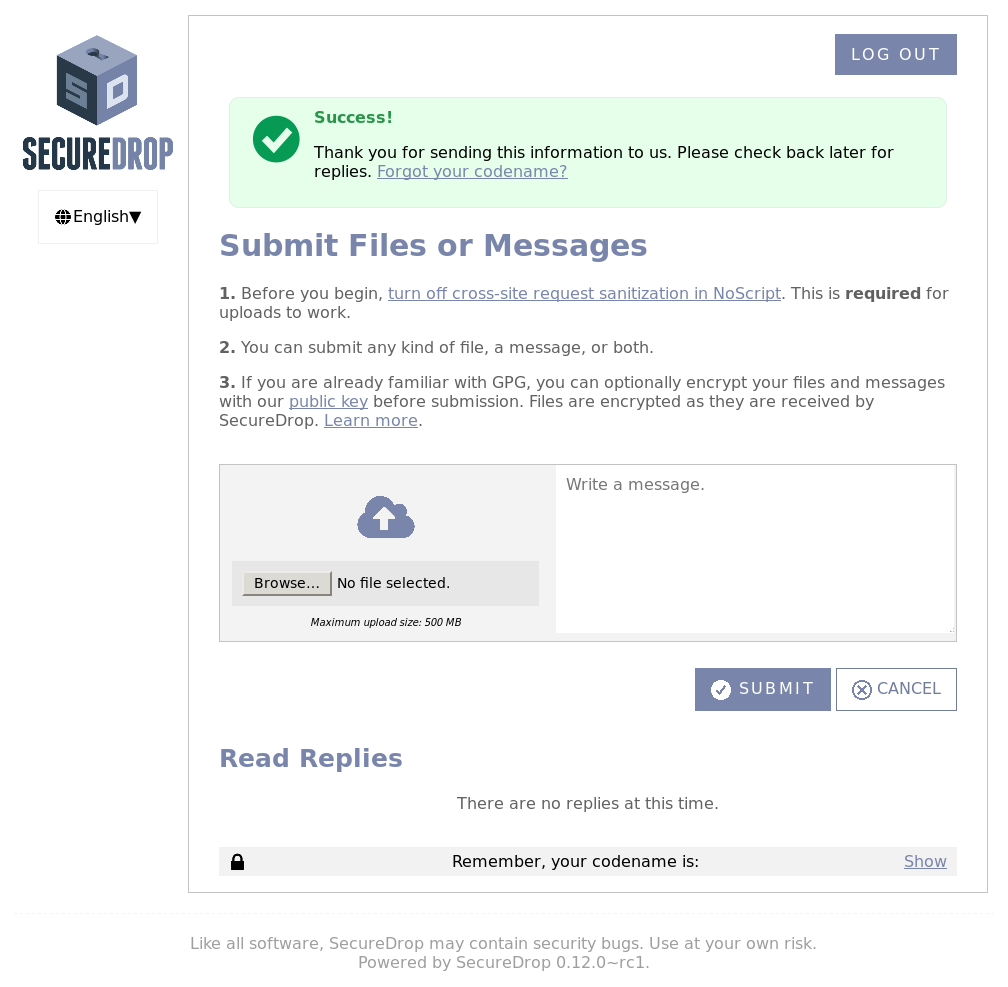 LOG OUT
SD
SECUREDROP
English▼
Success!
Thank you for sending this information to us. Please check back later for
replies. Forgot your codename?
Submit Files or Messages
1. Before you begin, turn off cross-site request sanitization in NoScript. This is required for
uploads to work.
2. You can submit any kind of file, a message, or both.
3. If you are already familiar with GPG, you can optionally encrypt your files and messages
with our public key before submission. Files are encrypted as they are received by
SecureDrop. Learn more.
Write a message.
Browse... No file selected.
Maximum upload size: 500 MB
SUBMIT
CANCEL
Read Replies
There are no replies at this time.
Remember, your codename is: Show
Like all software, SecureDrop may contain security bugs. Use at your own risk.
Powered by SecureDrop 0.12.0~rc1.